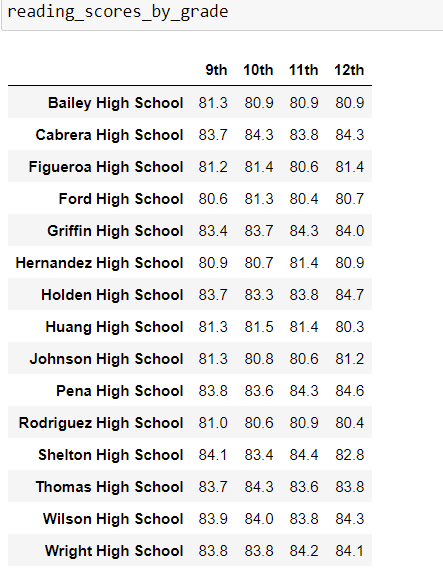 reading_scores_by_grade
9th 10th 11th 12th
Bailey High School 81.3 80.9 80.9 80.9
Cabrera High School 83.7 84.3 83.8 84.3
Figueroa High School 81.2 81.4 80.6 81.4
Ford High School 80.6 81.3 80.4 80.7
Griffin High School 83.4 83.7 84.3 84.0
Hernandez High School 80.9 80.7 81.4 80.9
Holden High School 83.7 83.3 83.8 84.7
Huang High School 81.3 81.5 81.4 80.3
Johnson High School 81.3 80.8 80.6 81.2
Pena High School 83.8 83.6 84.3 84.6
Rodriguez High School 81.0 80.6 80.9 80.4
Shelton High School 84.1 83.4 84.4 82.8
Thomas High School 83.7 84.3 83.6 83.8
Wilson High School 83.9 84.0 83.8 84.3
Wright High School 83.8 83.8 84.2 84.1